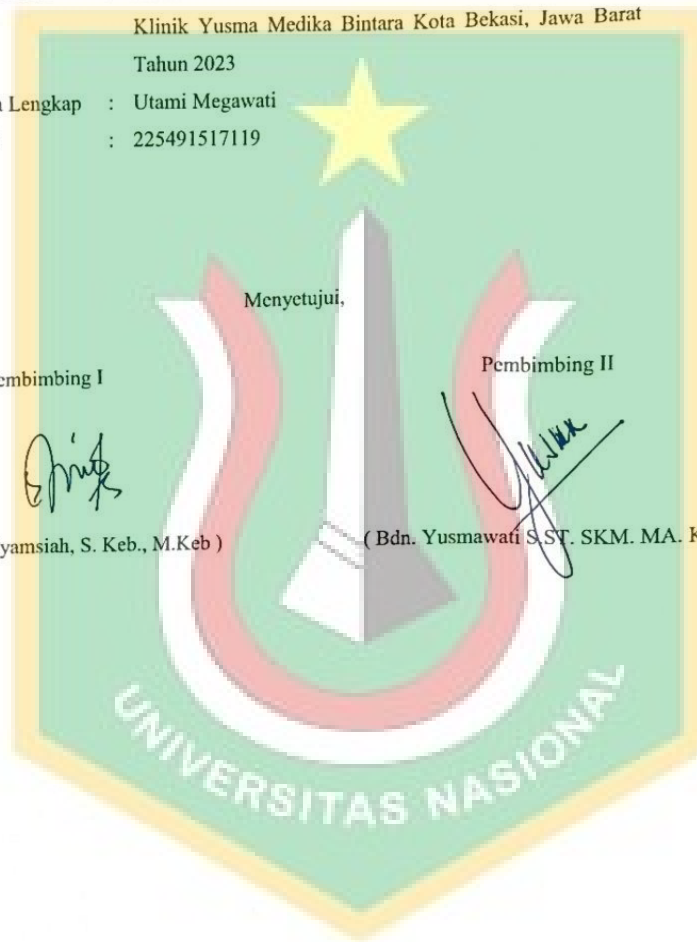 Klinik Yusma Medika Bintara Kota Bekasi, Jawa Barat
Tahun 2023
Lengkap : Utami Megawati
: 225491517119
Menyetujui,
embimbing I
Pembimbing II
yamsiah, S. Keb., M.Keb )
( Bdn. Yusmawati S.ST. SKM. MA. K
UNIVERSITAS NASIONAL